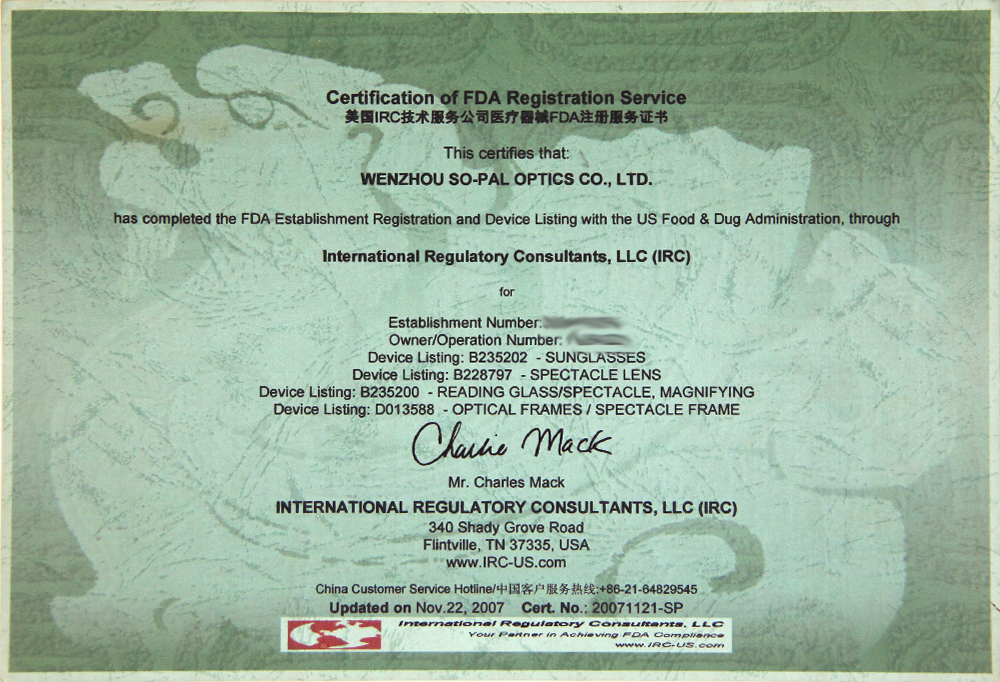 Certification of FDA Registration Service
美国IRC技术服务公司医疗器械FDA注册服务证书
This certifies that:
WENZHOU SO-PAL OPTICS CO., LTD.
has completed the FDA Establishment Registration and Device Listing with the US Food & Dug Administration, through
International Regulatory Consultants, LLC (IRC)
for
Establishment Number:
Owner/Operation Number:
Device Listing: B235202 - SUNGLASSES
Device Listing: B228797 - SPECTACLE LENS
Device Listing: B235200 - READING GLASS/SPECTACLE, MAGNIFYING
Device Listing: D013588 - OPTICAL FRAMES / SPECTACLE FRAME
Charlie Mack
Mr. Charles Mack
INTERNATIONAL REGULATORY CONSULTANTS, LLC (IRC)
340 Shady Grove Road
Flintville, TN 37335, USA
www.IRC-US.com
China Customer Service Hotline/中国客户服务热线:+86-21-64829545
Updated on Nov.22, 2007 Cert. No.: 20071121-SP
International Regulatory Consultants, LLC
Your Partner in Achieving FDA Compliance
www.IRC-US.com